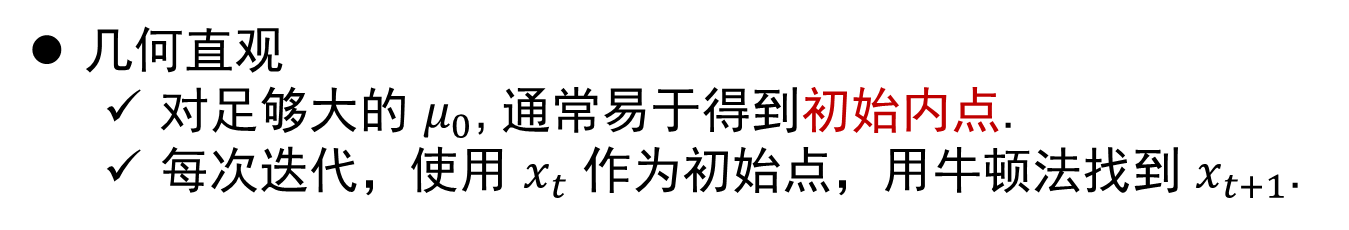 ● 几何直观
✓ 对足够大的 μ₀, 通常易于得到初始内点.
✓ 每次迭代，使用 xₜ 作为初始点，用牛顿法找到 xₜ₊₁.